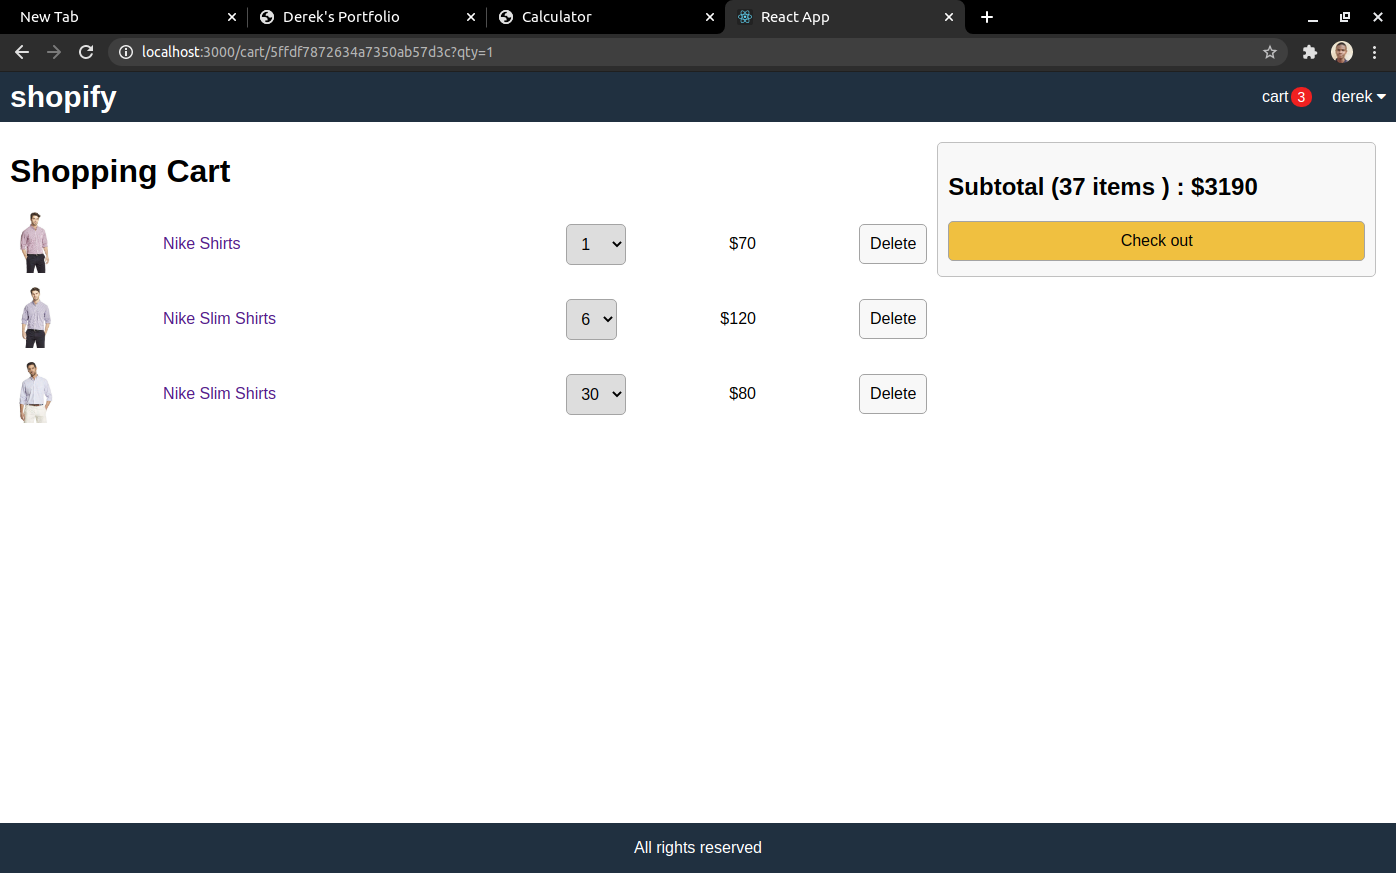 New Tab
Derek's Portfolio
Calculator
React App
localhost:3000/cart/5ffdf7872634a7350ab57d3c?qty=1
shopify
cart 3
derek
Shopping Cart
Nike Shirts 1 $70 Delete
Nike Slim Shirts 6 $120 Delete
Nike Slim Shirts 30 $80 Delete
Subtotal (37 items ) : $3190
Check out
All rights reserved